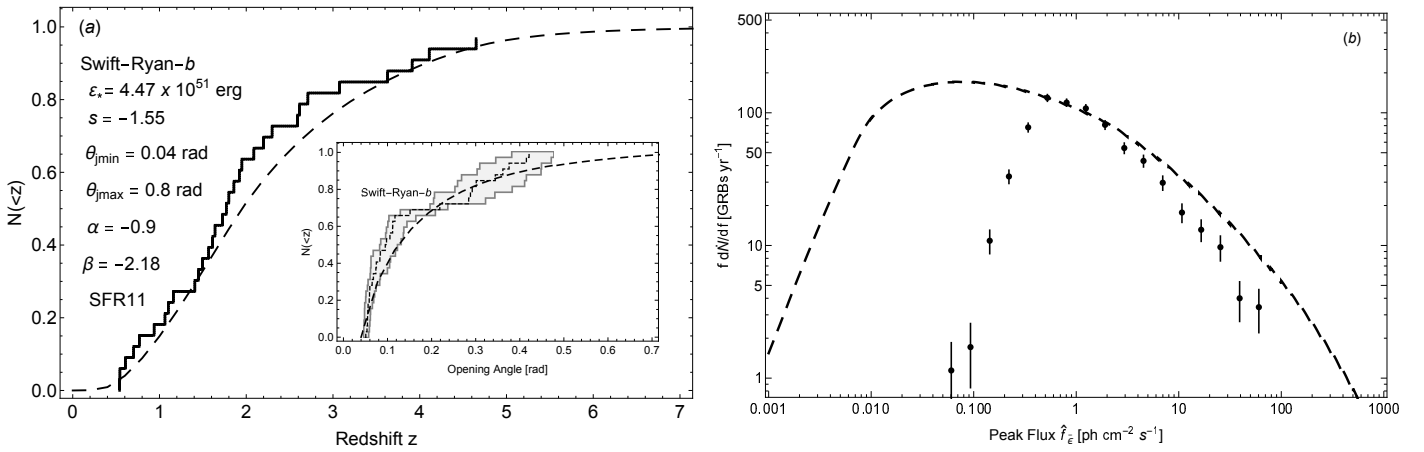 (a)
Swift-Ryan-b
ε* = 4.47 x 10^51 erg
s = -1.55
θjmin = 0.04 rad
θjmax = 0.8 rad
α = -0.9
β = -2.18
SFR11
N(<z)
1.0
0.8
0.6
0.4
0.2
0.0
0 1 2 3 4 5 6 7
Redshift z
Swift-Ryan-b
N(<z)
1.0
0.8
0.6
0.4
0.2
0.0
0.0 0.1 0.2 0.3 0.4 0.5 0.6 0.7
Opening Angle [rad]
(b)
f dṄ/df [GRBs yr⁻¹]
500
100
50
10
5
1
0.001 0.010 0.100 1 10 100 1000
Peak Flux f̂ε̄ [ph cm⁻² s⁻¹]